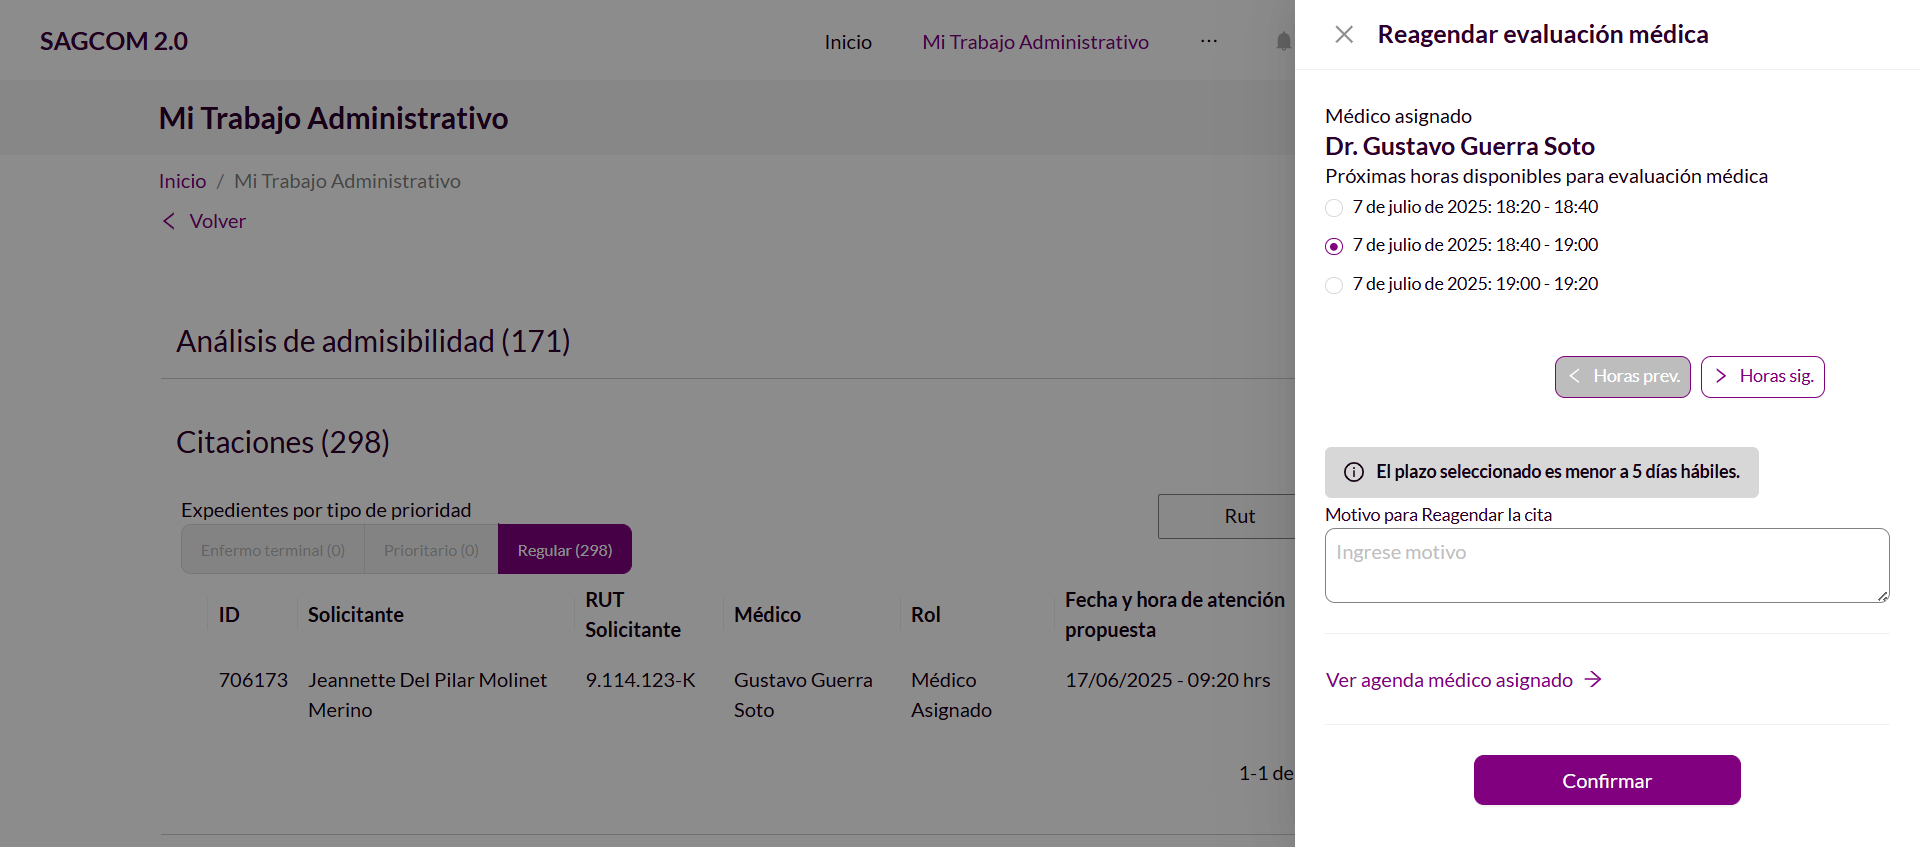 SAGCOM 2.0
Inicio
Mi Trabajo Administrativo
...
Mi Trabajo Administrativo
Inicio / Mi Trabajo Administrativo
Volver
Análisis de admisibilidad (171)
Citaciones (298)
Expedientes por tipo de prioridad
Enfermo terminal (0)
Prioritario (0)
Regular (298)
Rut
ID
Solicitante
RUT
Solicitante
Médico
Rol
Fecha y hora de atención
propuesta
706173
Jeannette Del Pilar Molinet
Merino
9.114.123-K
Gustavo Guerra
Soto
Médico
Asignado
17/06/2025 - 09:20 hrs
1-1 de
Reagendar evaluación médica
Médico asignado
Dr. Gustavo Guerra Soto
Próximas horas disponibles para evaluación médica
7 de julio de 2025: 18:20 - 18:40
7 de julio de 2025: 18:40 - 19:00
7 de julio de 2025: 19:00 - 19:20
Horas prev.
Horas sig.
El plazo seleccionado es menor a 5 días hábiles.
Motivo para Reagendar la cita
Ingrese motivo
Ver agenda médico asignado
Confirmar